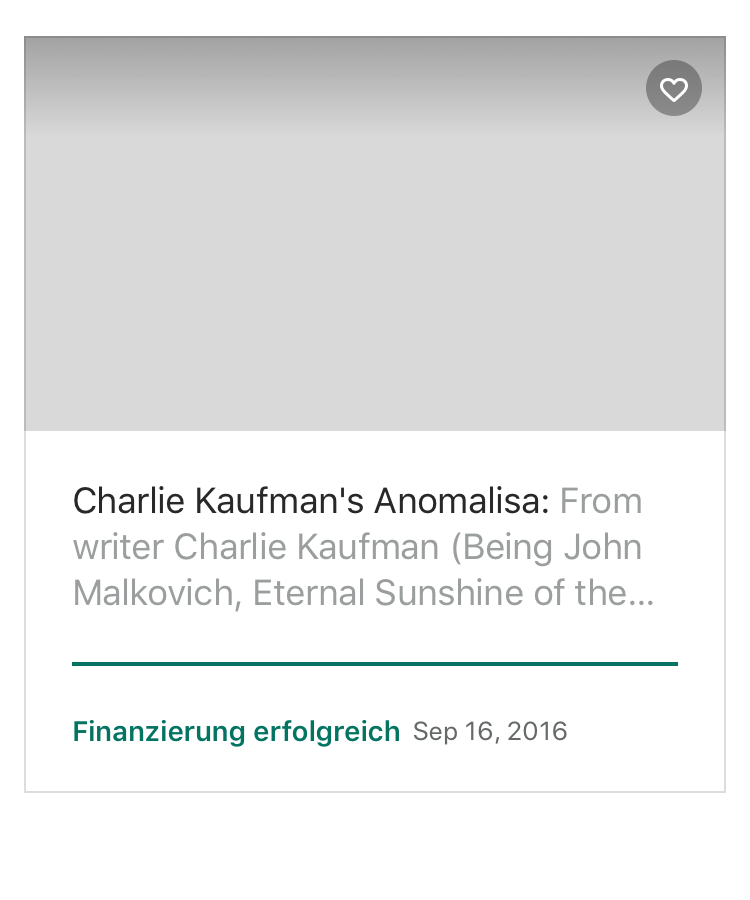 Charlie Kaufman's Anomalisa: From
writer Charlie Kaufman (Being John
Malkovich, Eternal Sunshine of the...
Finanzierung erfolgreich Sep 16, 2016